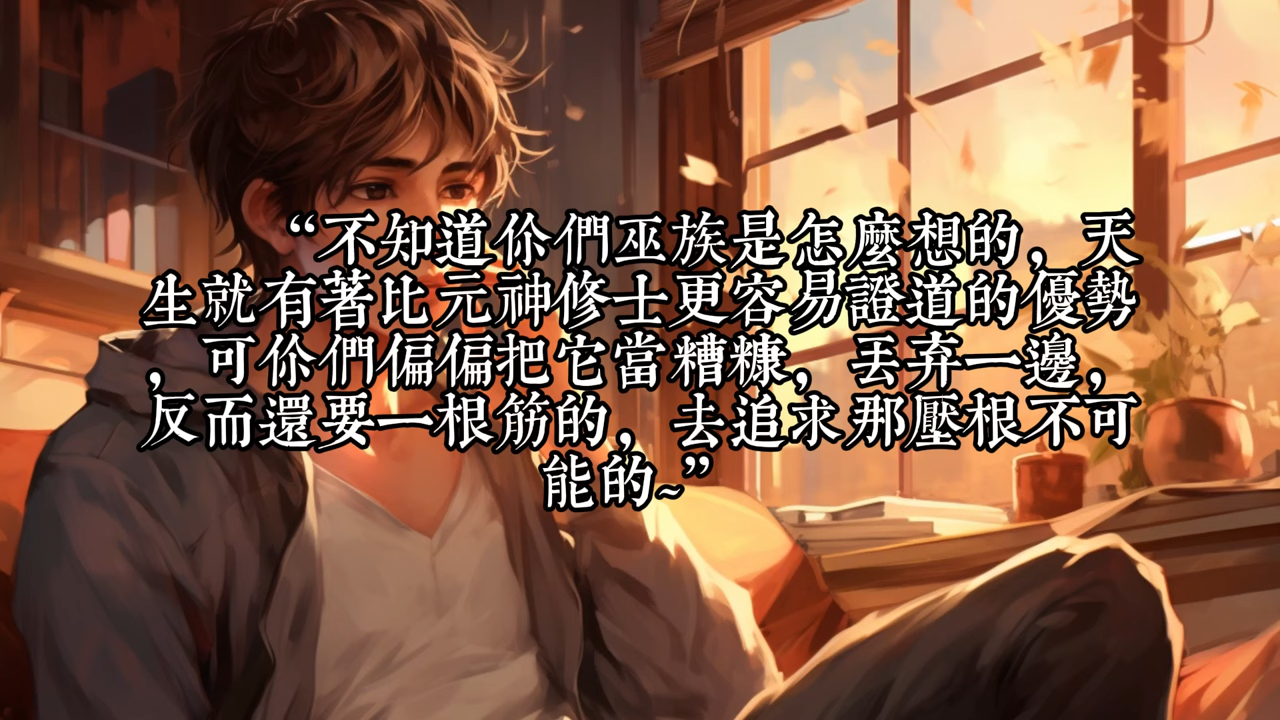 “不知道你們巫族是怎麼想的，天
生就有著比元神修士更容易證道的優勢
，可你們偏偏把它當糟糠，丟弃一邊，
反而還要一根筋的，去追求那壓根不可
能的~”